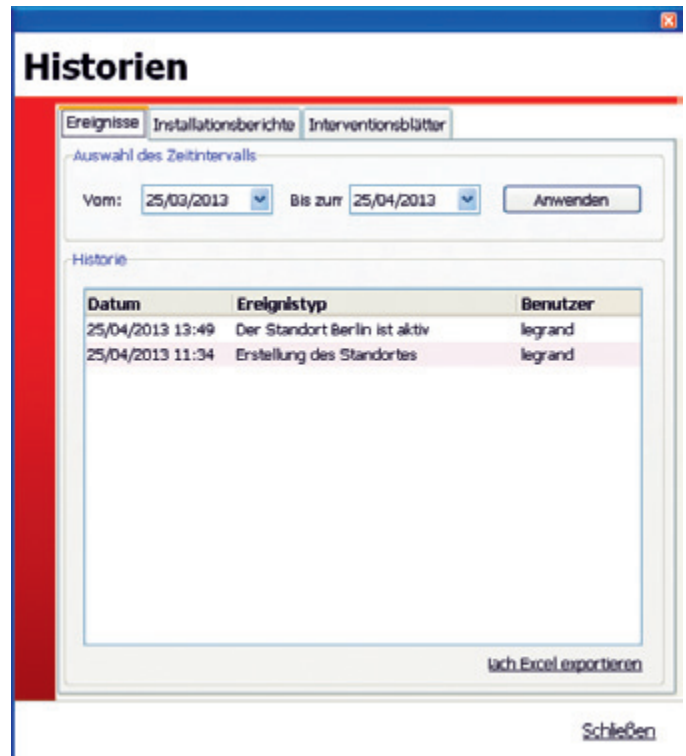 Historien
Ereignisse Installationsberichte Interventionsblätter
Auswahl des Zeitintervalls
Vom: 25/03/2013 Bis zum 25/04/2013 Anwenden
Historie
Datum Ereignistyp Benutzer
25/04/2013 13:49 Der Standort Berlin ist aktiv legrand
25/04/2013 11:34 Erstellung des Standortes legrand
lach Excel exportieren
Schließen